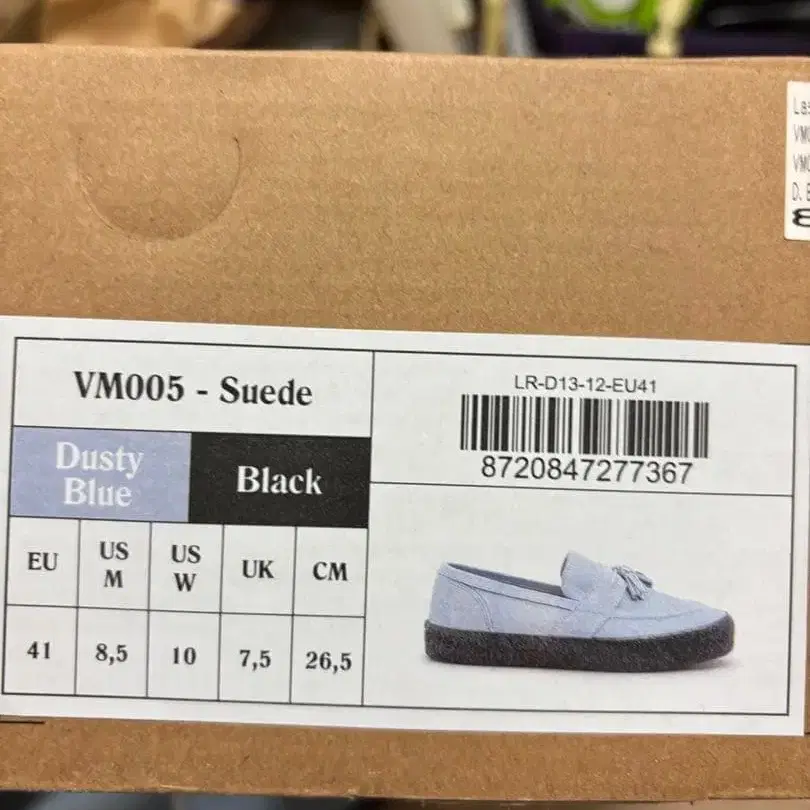 VM005 - Suede
Dusty
Blue
Black
EU
US
M
US
W
UK
CM
41
8,5
10
7,5
26,5
LR-D13-12-EU41
8720847277367
D.